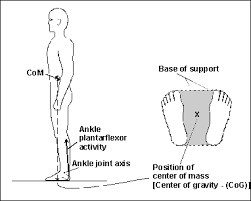 CoM
Ankle
plantarflexor
activity
Ankle joint axis
Base of support
X
Position of
center of mass
[Center of gravity - (CoG)]